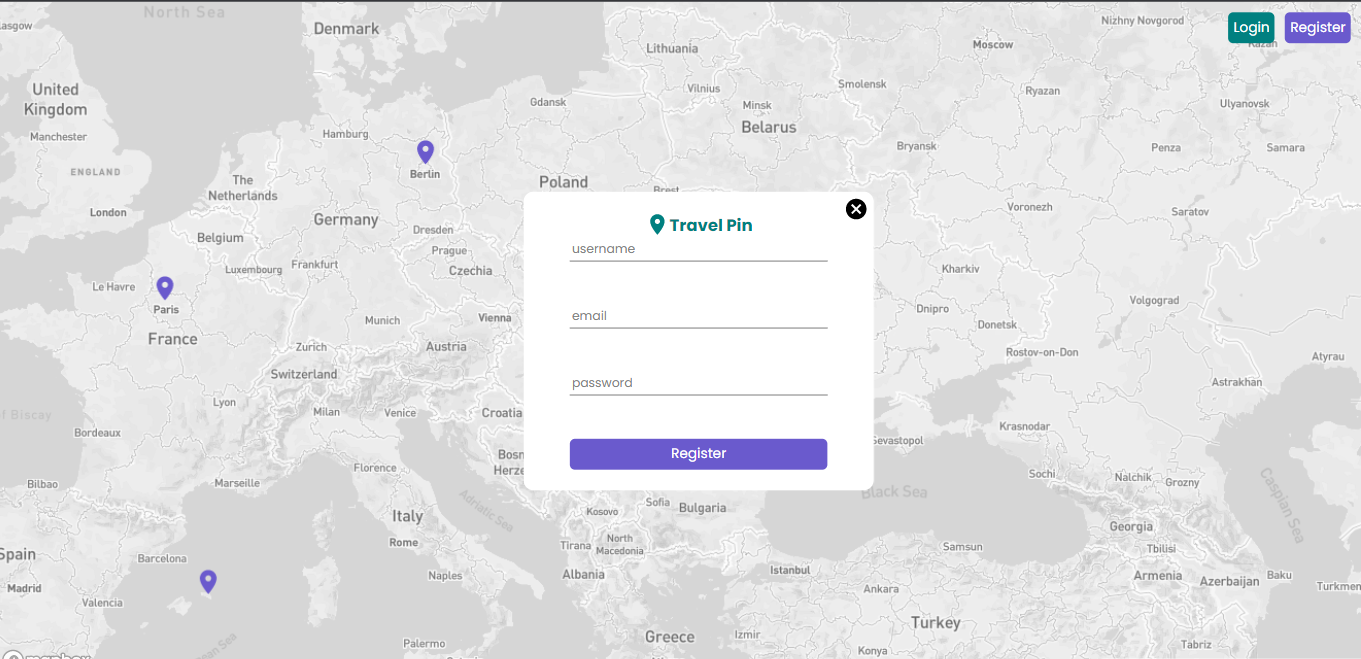 North Sea
Denmark
Nizhny Novgorod
Login
Register
Lithuania
Moscow
Kazan
United
Kingdom
Manchester
Hamburg
Gdansk
Vilnius
Minsk
Belarus
Smolensk
Ryazan
Ulyanovsk
Bryansk
Penza
Samara
ENGLAND
London
The
Netherlands
Berlin
Poland
Brest
Germany
Belgium
Dresden
Prague
Luxembourg
Frankfurt
Czechia
Voronezh
Saratov
Travel Pin
username
Le Havre
Paris
France
Munich
Vienna
Kharkiv
Dnipro
Donetsk
Volgograd
email
Zurich
Austria
Switzerland
Rostov-on-Don
Atyrau
Astrakhan
password
Lyon
Milan
Venice
Croatia
of Biscay
Bordeaux
Krasnodar
Sevastopol
Register
Bosn
Herze
Florence
Marseille
Bilbao
Adriatic Sea
Sochi
Nalchik
Grozny
Caspian Sea
Black Sea
Kosovo
Sofia
Bulgaria
Italy
Rome
Georgia
Tbilisi
Spain
Madrid
Barcelona
Valencia
Tirana
North
Macedonia
Albania
Istanbul
Samsun
Armenia
Azerbaijan
Baku
Turkmen
Naples
Ankara
Palermo
Greece
Izmir
Turkey
Konya
Tabriz
mapbox